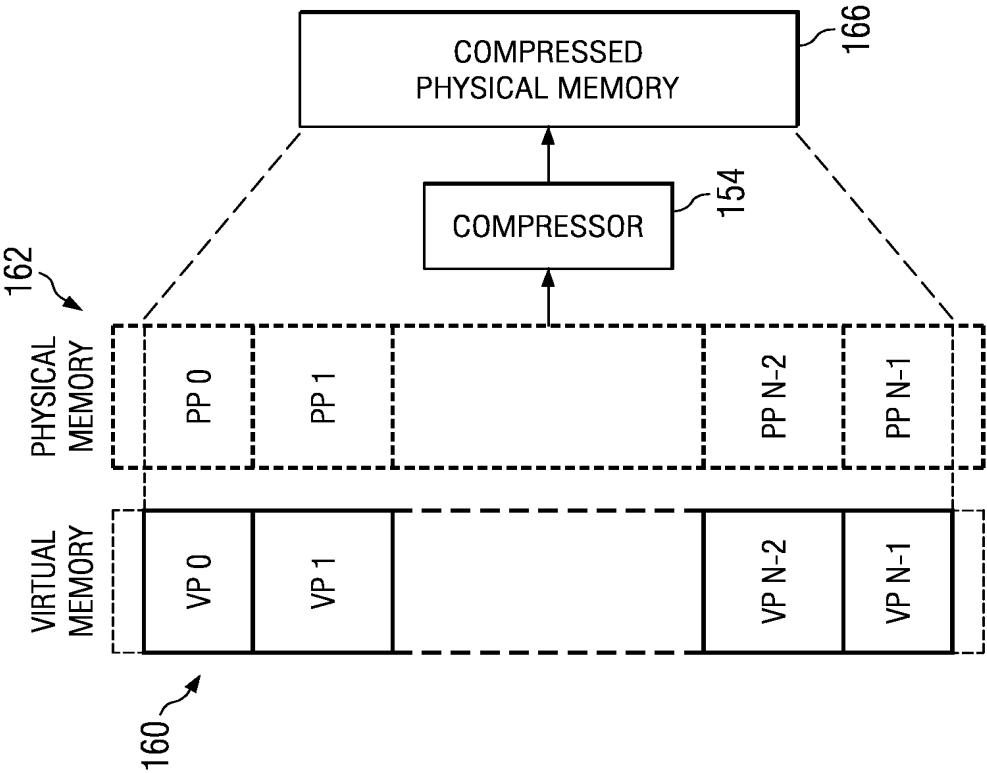 162
PHYSICAL
MEMORY
PP 0
PP 1
PP N-2
PP N-1
VIRTUAL
MEMORY
VP 0
VP 1
VP N-2
VP N-1
160
COMPRESSOR
154
COMPRESSED
PHYSICAL MEMORY
166